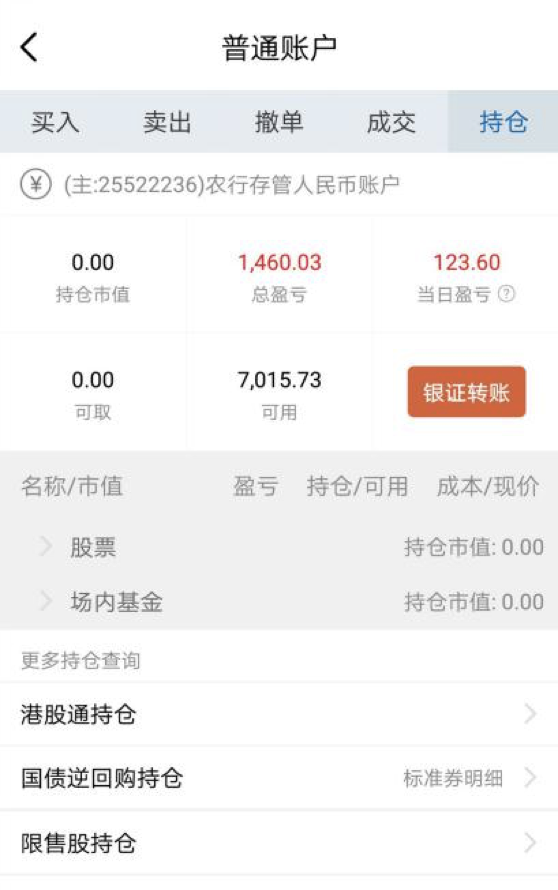 普通账户
买入 卖出 撤单 成交 持仓
¥ (主:25522236)农行存管人民币账户
0.00 1,460.03 123.60
持仓市值 总盈亏 当日盈亏 ?
0.00 7,015.73 银证转账
可取 可用
名称/市值 盈亏 持仓/可用 成本/现价
股票 持仓市值: 0.00
场内基金 持仓市值: 0.00
更多持仓查询
港股通持仓
国债逆回购持仓 标准券明细
限售股持仓